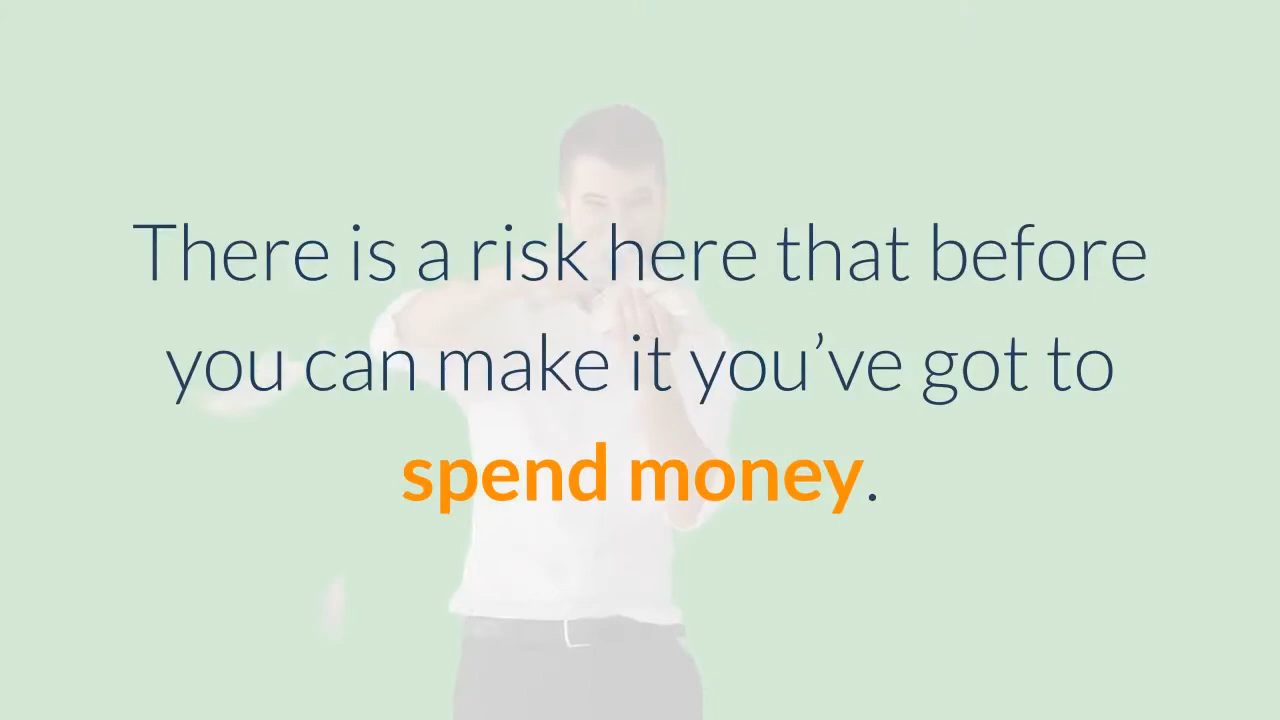 There is a risk here that before
you can make it you’ve got to
spend money.